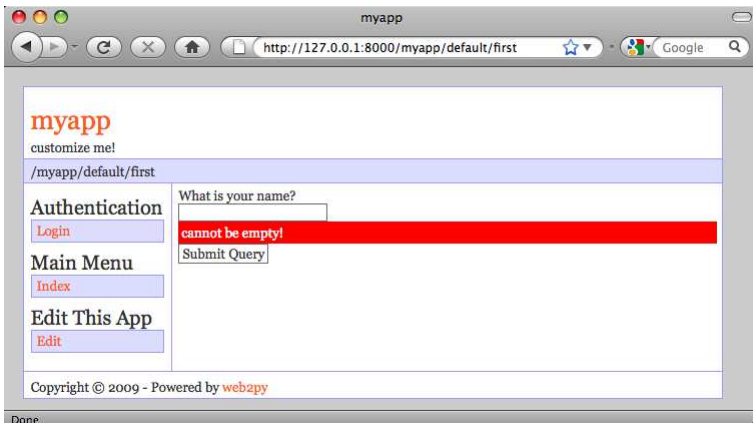 myapp
http://127.0.0.1:8000/myapp/default/first
Google
myapp
customize me!
/myapp/default/first
Authentication
Login
Main Menu
Index
Edit This App
Edit
What is your name?
cannot be empty!
Submit Query
Copyright © 2009 - Powered by web2py
Done